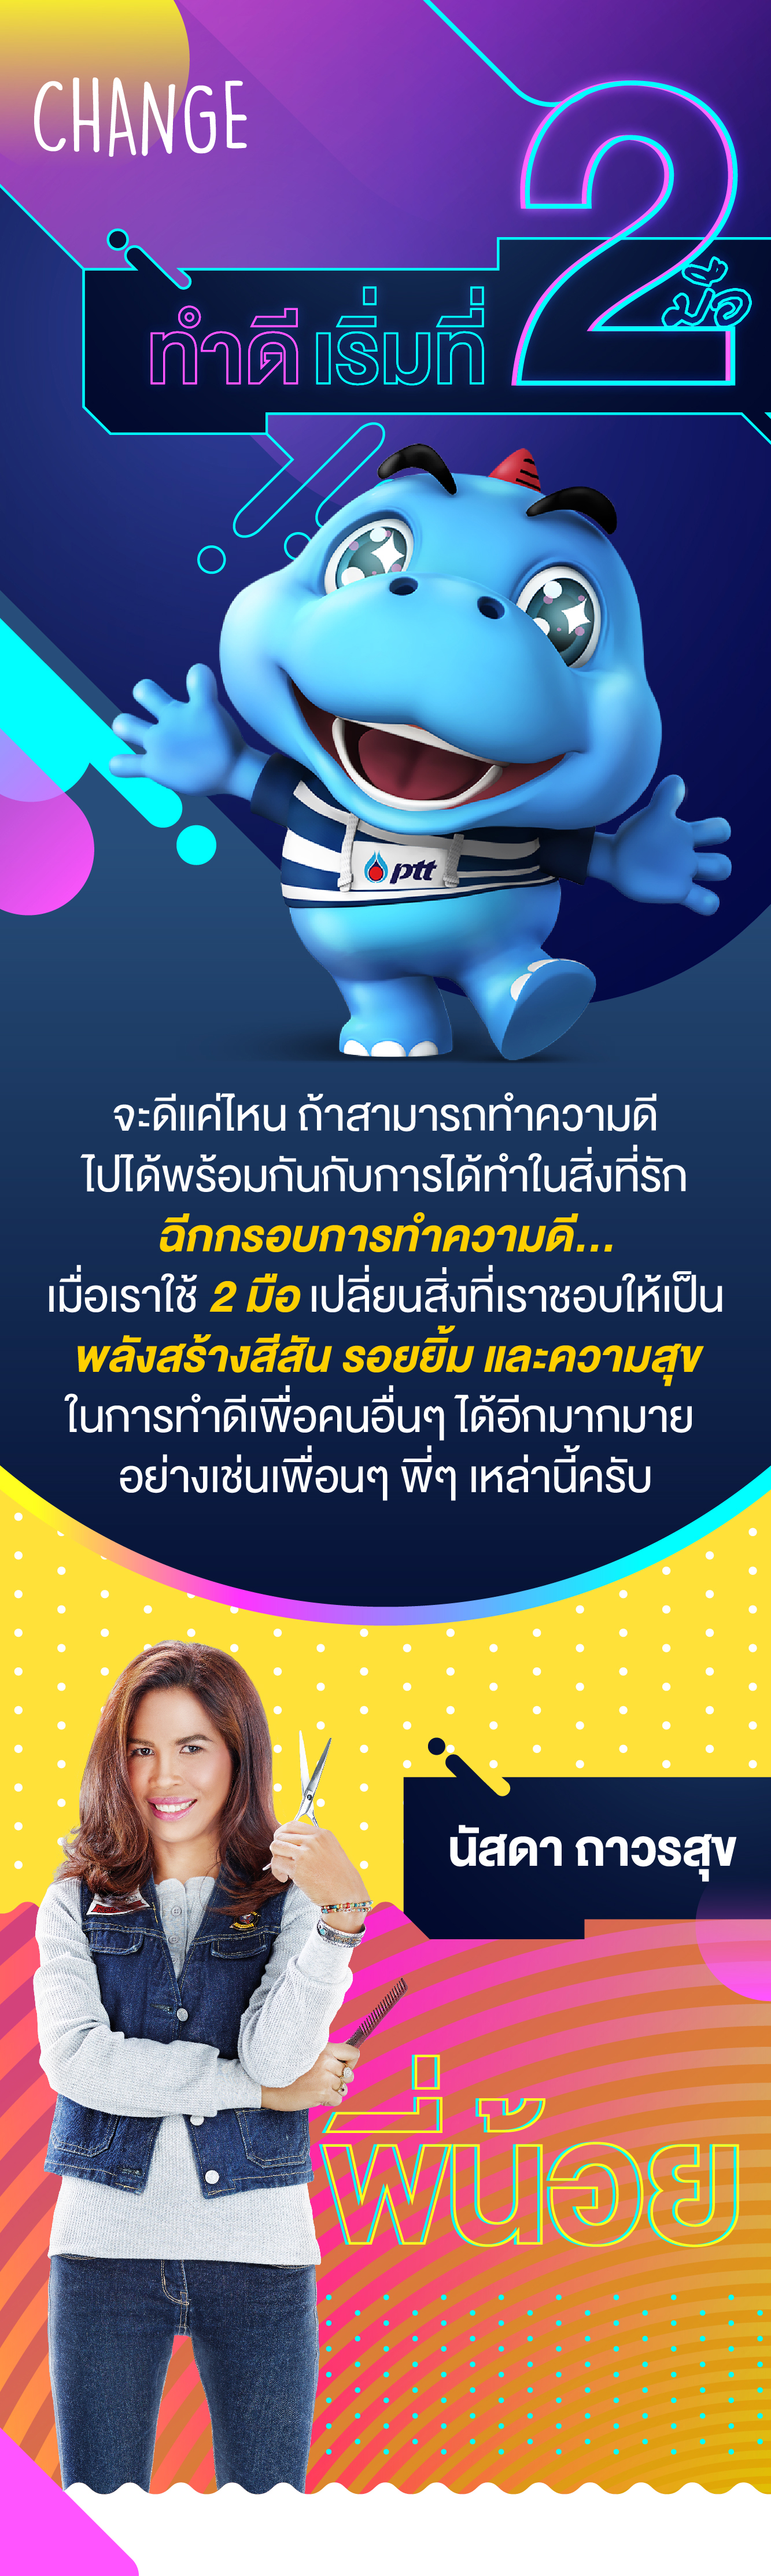 CHANGE
ทำดี เริ่มที่ 2 มือ
ptt
จะดีแค่ไหน ถ้าสามารถทำความดี
ไปได้พร้อมกันกับการได้ทำในสิ่งที่รัก
ฉีกกรอบการทำความดี...
เมื่อเราใช้ 2 มือ เปลี่ยนสิ่งที่เราชอบให้เป็น
พลังสร้างสีสัน รอยยิ้ม และความสุข
ในการทำดีเพื่อคนอื่นๆ ได้อีกมากมาย
อย่างเช่นเพื่อนๆ พี่ๆ เหล่านี้ครับ
นัสดา ถาวรสุข
พี่น้อย